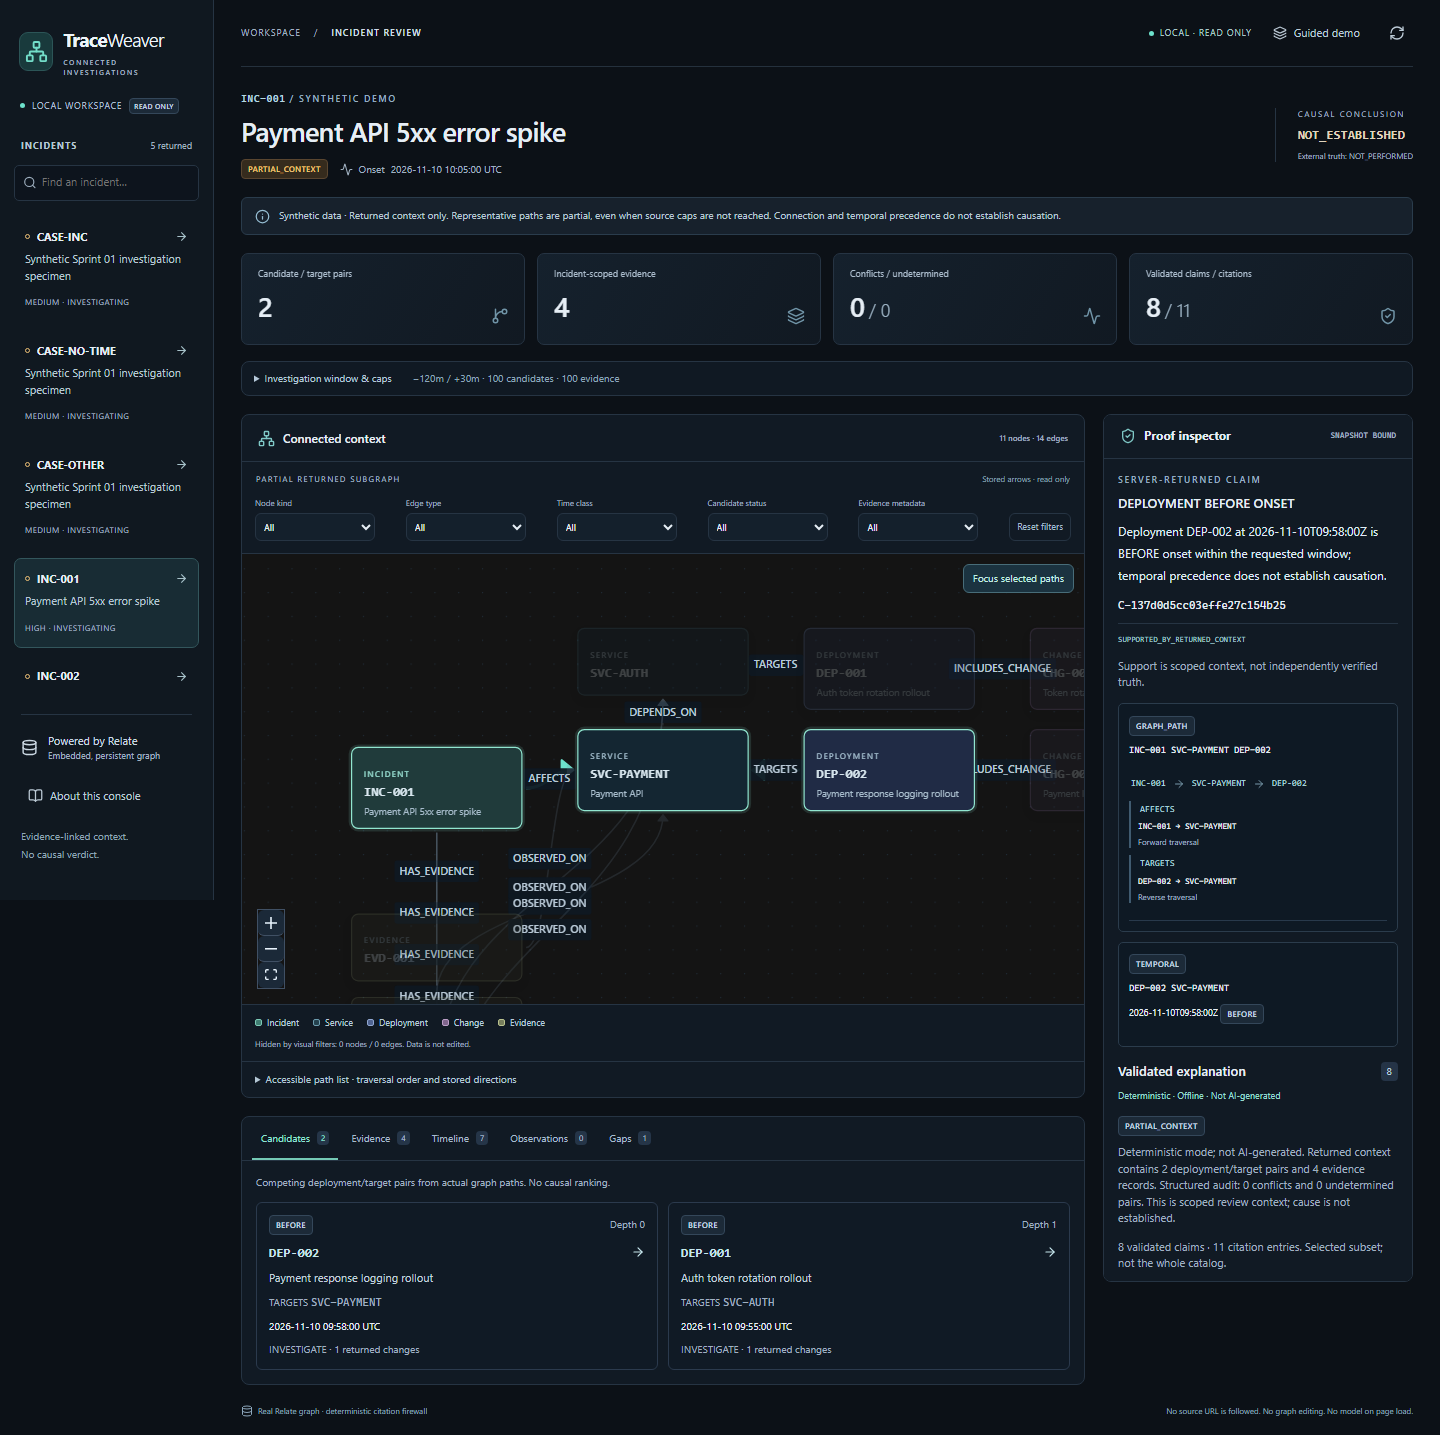 TraceWeaver
CONNECTED
INVESTIGATIONS
LOCAL WORKSPACE READ ONLY
INCIDENTS 5 returned
Find an incident...
CASE-INC
Synthetic Sprint 01 investigation
specimen
MEDIUM · INVESTIGATING
CASE-NO-TIME
Synthetic Sprint 01 investigation
specimen
MEDIUM · INVESTIGATING
CASE-OTHER
Synthetic Sprint 01 investigation
specimen
MEDIUM · INVESTIGATING
INC-001
Payment API 5xx error spike
HIGH · INVESTIGATING
INC-002
Powered by Relate
Embedded, persistent graph
About this console
Evidence-linked context.
No causal verdict.
WORKSPACE / INCIDENT REVIEW
LOCAL · READ ONLY
Guided demo
INC-001 / SYNTHETIC DEMO
Payment API 5xx error spike
PARTIAL_CONTEXT
Onset 2026-11-10 10:05:00 UTC
CAUSAL CONCLUSION
NOT_ESTABLISHED
External truth: NOT_PERFORMED
Synthetic data · Returned context only. Representative paths are partial, even when source caps are not reached. Connection and temporal precedence do not establish causation.
Candidate / target pairs
2
Incident-scoped evidence
4
Conflicts / undetermined
0 / 0
Validated claims / citations
8 / 11
Investigation window & caps −120m / +30m · 100 candidates · 100 evidence
Connected context
11 nodes · 14 edges
PARTIAL RETURNED SUBGRAPH
Stored arrows · read only
Node kind
Edge type
Time class
Candidate status
Evidence metadata
All
All
All
All
All
Reset filters
Focus selected paths
SERVICE
SVC-AUTH
TARGETS
DEPLOYMENT
DEP-001
Auth token rotation rollout
INCLUDES_CHANGE
CHANGE
DEPENDS_ON
INCIDENT
INC-001
Payment API 5xx error spike
AFFECTS
SERVICE
SVC-PAYMENT
Payment API
TARGETS
DEPLOYMENT
DEP-002
Payment response logging rollout
LUDES_CHANGE
HAS_EVIDENCE
HAS_EVIDENCE
HAS_EVIDENCE
HAS_EVIDENCE
OBSERVED_ON
OBSERVED_ON
OBSERVED_ON
OBSERVED_ON
EVIDENCE
Incident
Service
Deployment
Change
Evidence
Hidden by visual filters: 0 nodes / 0 edges. Data is not edited.
Accessible path list · traversal order and stored directions
Candidates 2
Evidence 4
Timeline 7
Observations 0
Gaps 1
Competing deployment/target pairs from actual graph paths. No causal ranking.
BEFORE
Depth 0
DEP-002
Payment response logging rollout
TARGETS SVC-PAYMENT
2026-11-10 09:58:00 UTC
INVESTIGATE · 1 returned changes
BEFORE
Depth 1
DEP-001
Auth token rotation rollout
TARGETS SVC-AUTH
2026-11-10 09:55:00 UTC
INVESTIGATE · 1 returned changes
Proof inspector
SNAPSHOT BOUND
SERVER-RETURNED CLAIM
DEPLOYMENT BEFORE ONSET
Deployment DEP-002 at 2026-11-10T09:58:00Z is
BEFORE onset within the requested window;
temporal precedence does not establish causation.
C-137d0d5cc03effe27c154b25
SUPPORTED_BY_RETURNED_CONTEXT
Support is scoped context, not independently verified
truth.
GRAPH_PATH
INC-001 SVC-PAYMENT DEP-002
INC-001 → SVC-PAYMENT → DEP-002
AFFECTS
INC-001 → SVC-PAYMENT
Forward traversal
TARGETS
DEP-002 → SVC-PAYMENT
Reverse traversal
TEMPORAL
DEP-002 SVC-PAYMENT
2026-11-10T09:58:00Z BEFORE
Validated explanation 8
Deterministic · Offline · Not AI-generated
PARTIAL_CONTEXT
Deterministic mode; not AI-generated. Returned context
contains 2 deployment/target pairs and 4 evidence
records. Structured audit: 0 conflicts and 0 undetermined
pairs. This is scoped review context; cause is not
established.
8 validated claims · 11 citation entries. Selected subset;
not the whole catalog.
Real Relate graph · deterministic citation firewall
No source URL is followed. No graph editing. No model on page load.